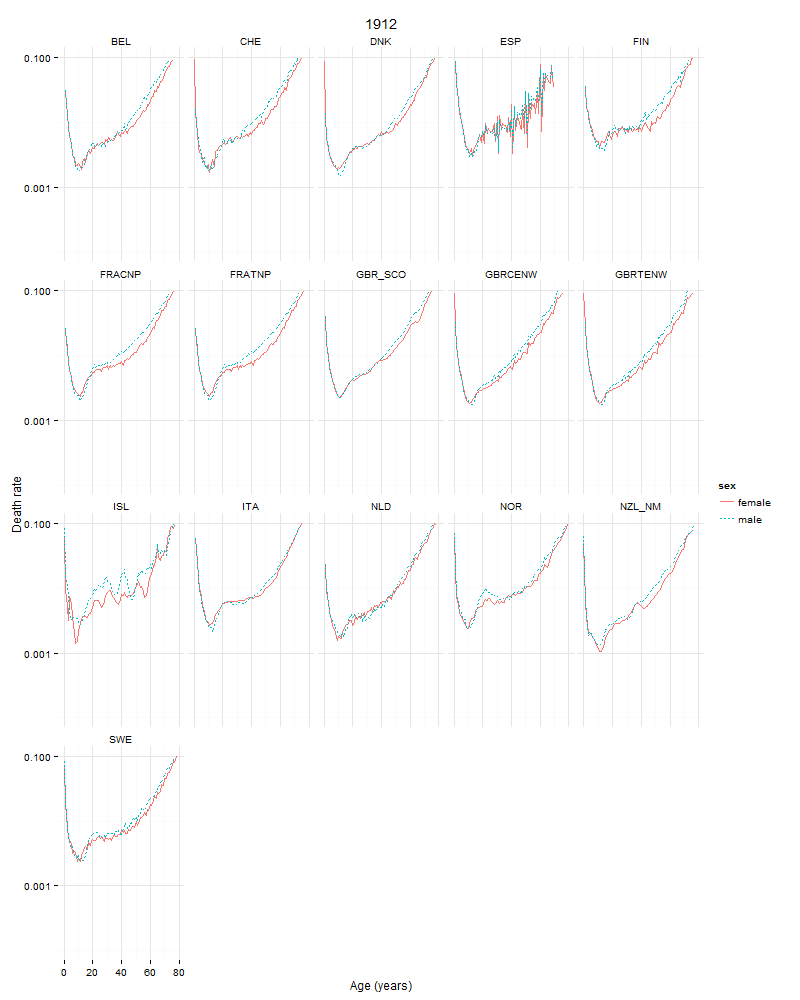 1912
BEL CHE DNK ESP FIN
0.100
0.001
FRACNP FRATNP GBR_SCO GBRCENW GBRTENW
0.100
0.001
Death rate
sex
female
male
ISL ITA NLD NOR NZL_NM
0.100
0.001
SWE
0.100
0.001
0 20 40 60 80
Age (years)